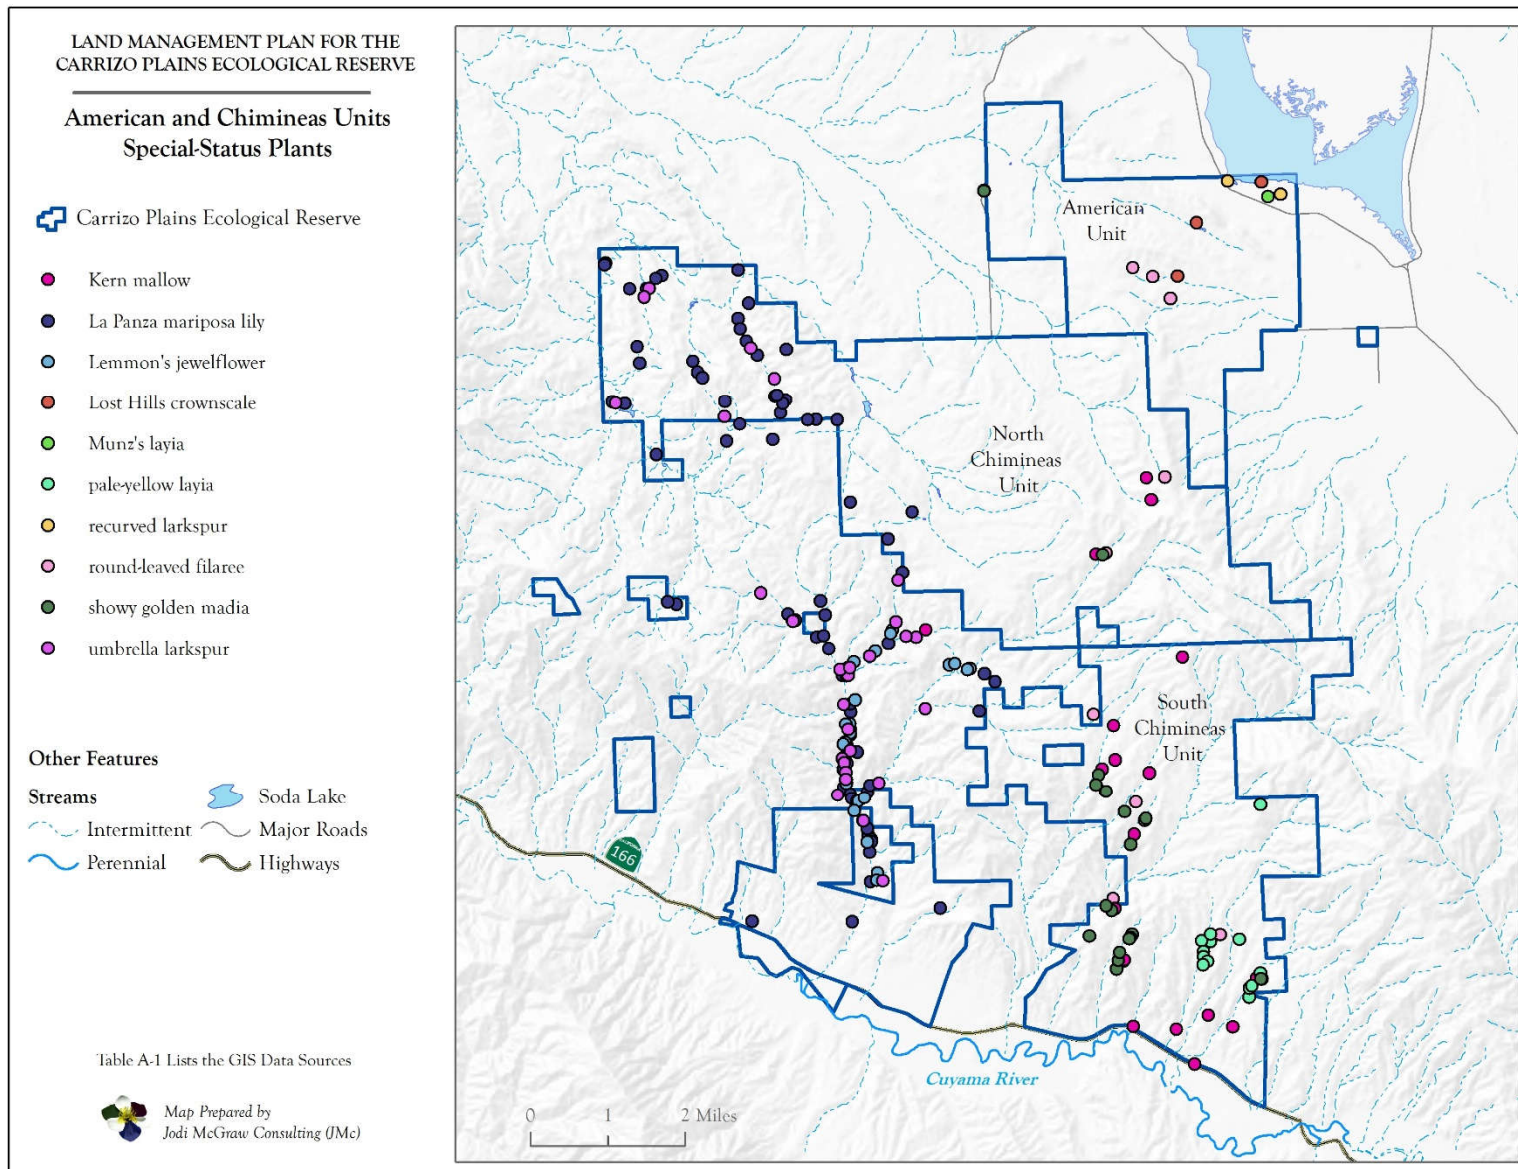 LAND MANAGEMENT PLAN FOR THE
CARRIZO PLAINS ECOLOGICAL RESERVE
American and Chimineas Units
Special-Status Plants
Carrizo Plains Ecological Reserve
Kern mallow
La Panza mariposa lily
Lemmon's jewelflower
Lost Hills crownscale
Munz's layia
pale-yellow layia
recurved larkspur
round-leaved filaree
showy golden madia
umbrella larkspur
Other Features
Streams
Soda Lake
Intermittent
Major Roads
Perennial
Highways
Table A-1 Lists the GIS Data Sources
Map Prepared by
Jodi McGraw Consulting (JMc)
American
Unit
North
Chimineas
Unit
South
Chimineas
Unit
166
Cuyama River
0 1 2 Miles